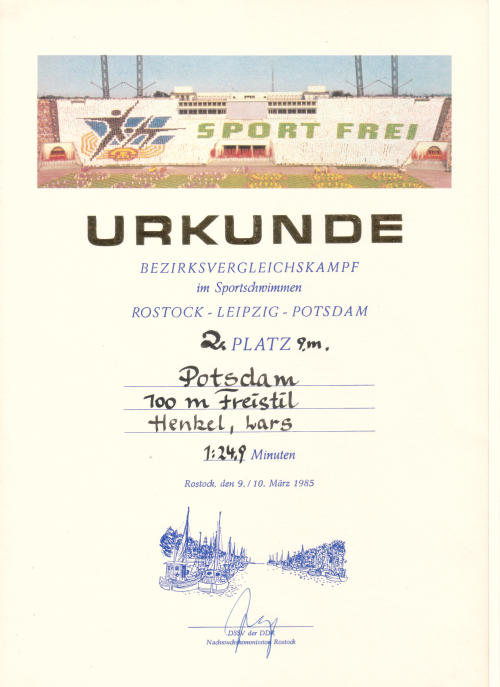 SPORT FREI
URKUNDE
BEZIRKSVERGLEICHSKAMPF
im Sportschwimmen
ROSTOCK - LEIPZIG - POTSDAM
2. PLATZ 9.m.
Potsdam
100 m Freistil
Henkel, Lars
1:24.9 Minuten
Rostock, den 9. / 10. März 1985
DSSV der DDR
Nachwuchskommission Rostock